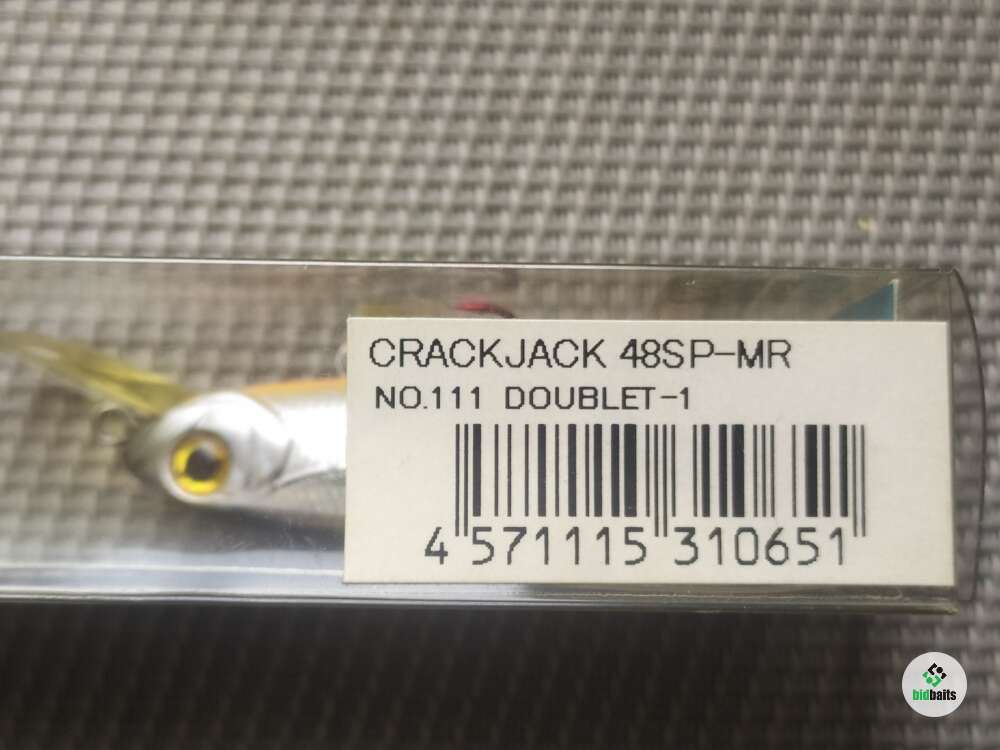 CRACKJACK 48SP-MR
NO.111 DOUBLET-1
4 571115 310651
bidbaits